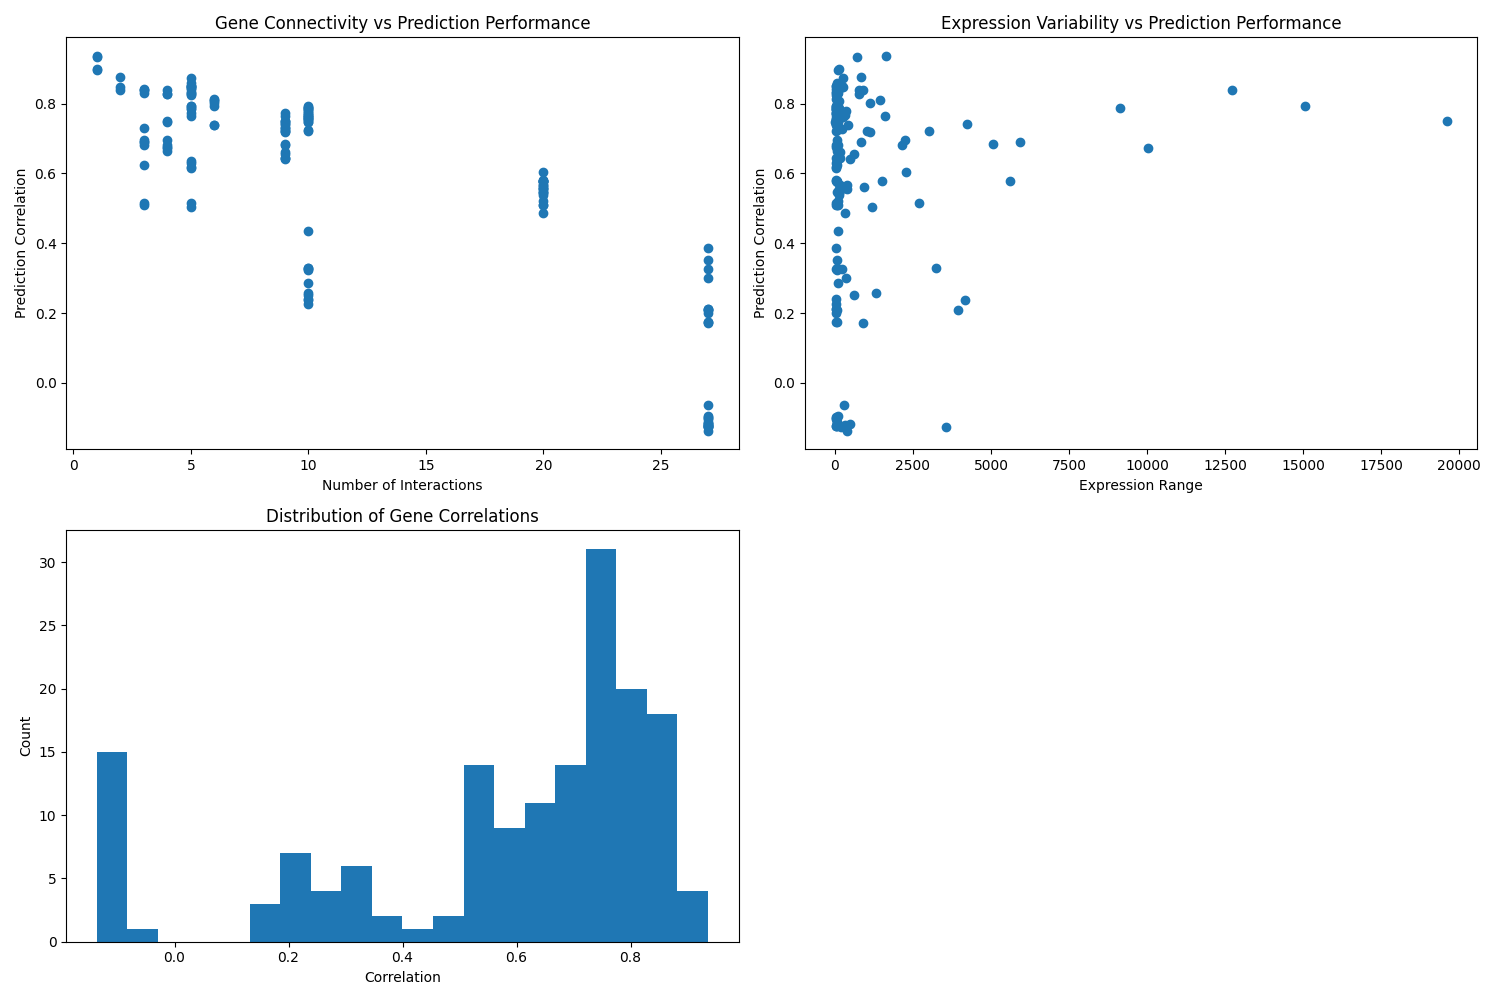 Gene Connectivity vs Prediction Performance
Prediction Correlation
0.8
0.6
0.4
0.2
0.0
0 5 10 15 20 25
Number of Interactions
Expression Variability vs Prediction Performance
Prediction Correlation
0.8
0.6
0.4
0.2
0.0
0 2500 5000 7500 10000 12500 15000 17500 20000
Expression Range
Distribution of Gene Correlations
Count
30
25
20
15
10
5
0
0.0 0.2 0.4 0.6 0.8
Correlation